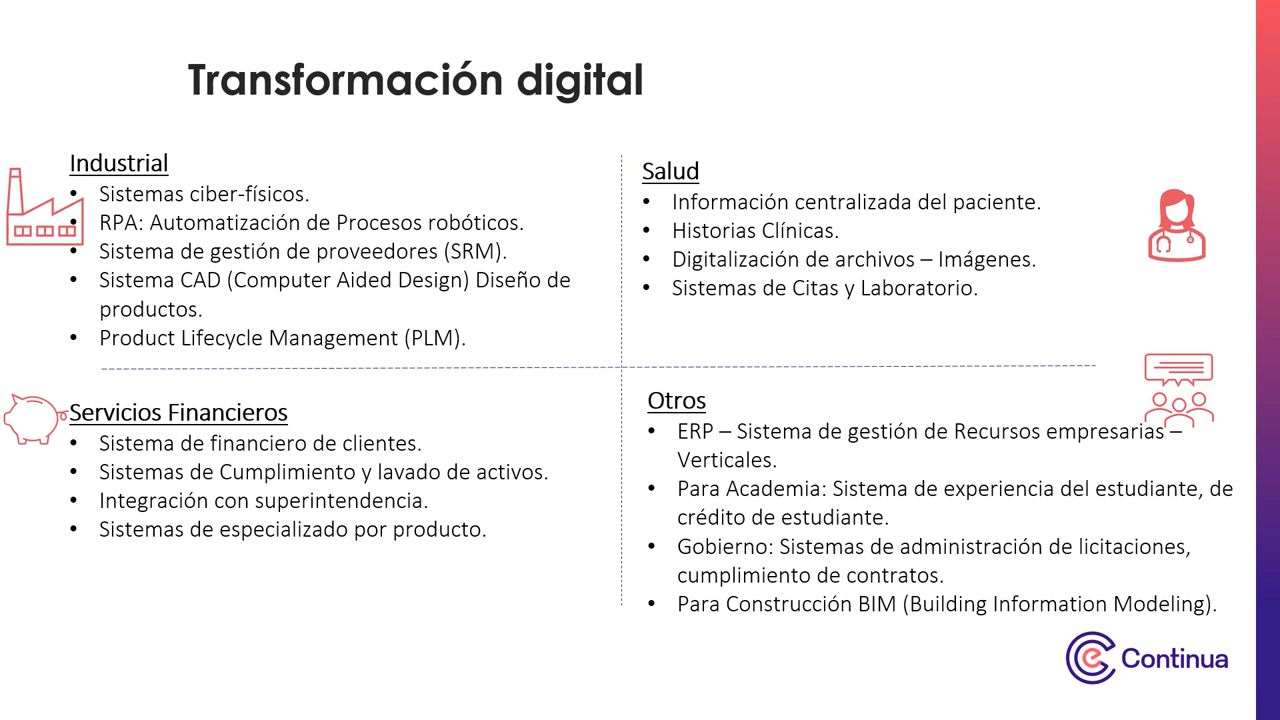 Transformación digital
Industrial
• Sistemas ciber-físicos.
• RPA: Automatización de Procesos robóticos.
• Sistema de gestión de proveedores (SRM).
• Sistema CAD (Computer Aided Design) Diseño de
productos.
• Product Lifecycle Management (PLM).
Salud
• Información centralizada del paciente.
• Historias Clínicas.
• Digitalización de archivos – Imágenes.
• Sistemas de Citas y Laboratorio.
Servicios Financieros
• Sistema de financiero de clientes.
• Sistemas de Cumplimiento y lavado de activos.
• Integración con superintendencia.
• Sistemas de especializado por producto.
Otros
• ERP – Sistema de gestión de Recursos empresarias –
Verticales.
• Para Academia: Sistema de experiencia del estudiante, de
crédito de estudiante.
• Gobierno: Sistemas de administración de licitaciones,
cumplimiento de contratos.
• Para Construcción BIM (Building Information Modeling).
e Continua